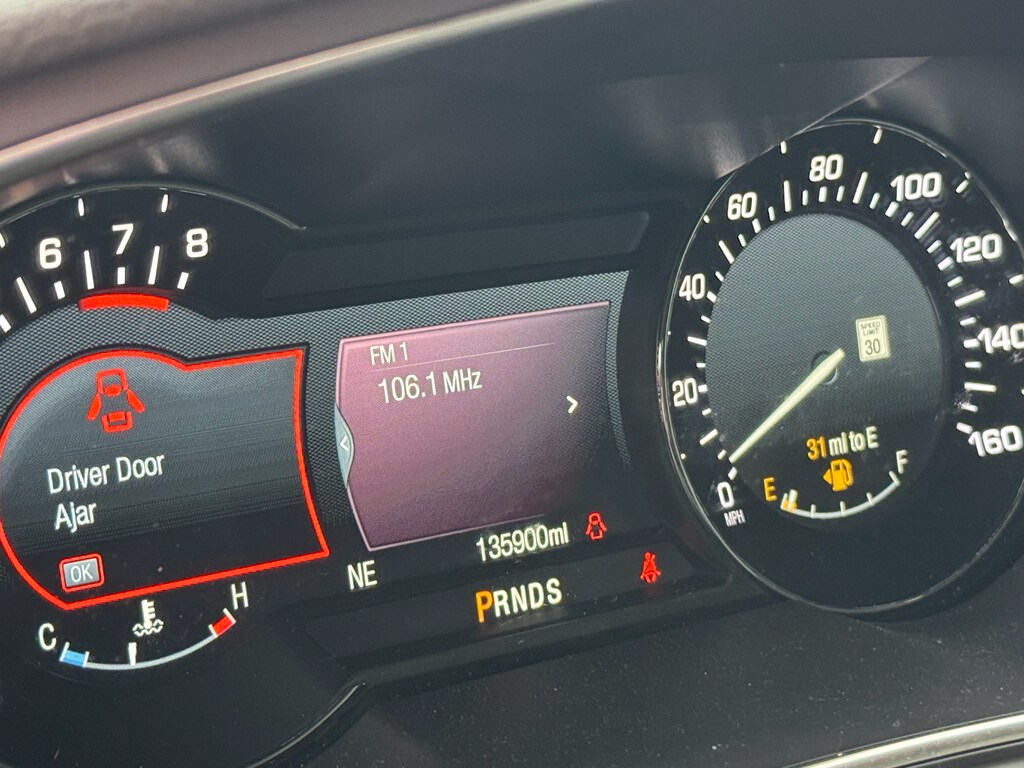 6
7
8
Driver Door
Ajar
OK
C
H
FM 1
106.1 MHz
>
<
NE
135900ml
PRNDS
0
20
40
60
80
100
120
140
160
MPH
SPEED
LIMIT
30
31 mi to E
E
F